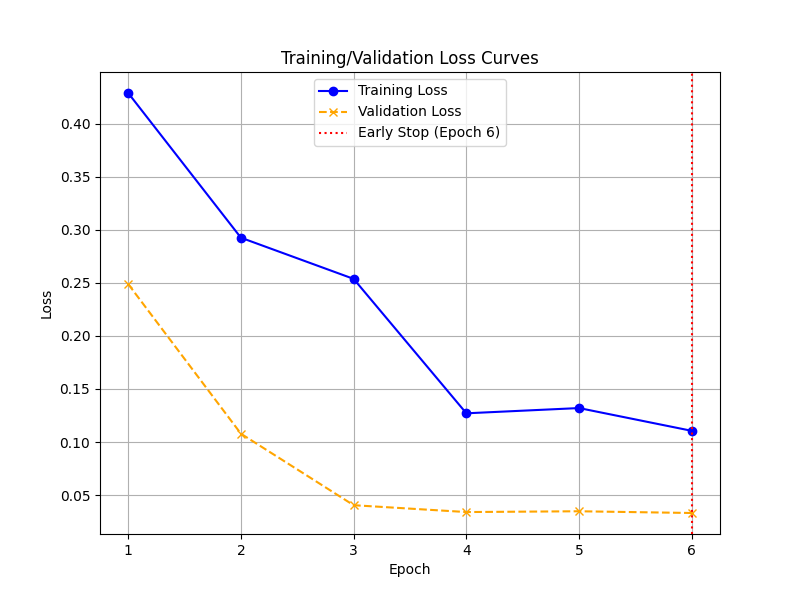 Training/Validation Loss Curves
Training Loss
Validation Loss
Early Stop (Epoch 6)
0.40
0.35
0.30
0.25
0.20
0.15
0.10
0.05
Loss
1 2 3 4 5 6
Epoch